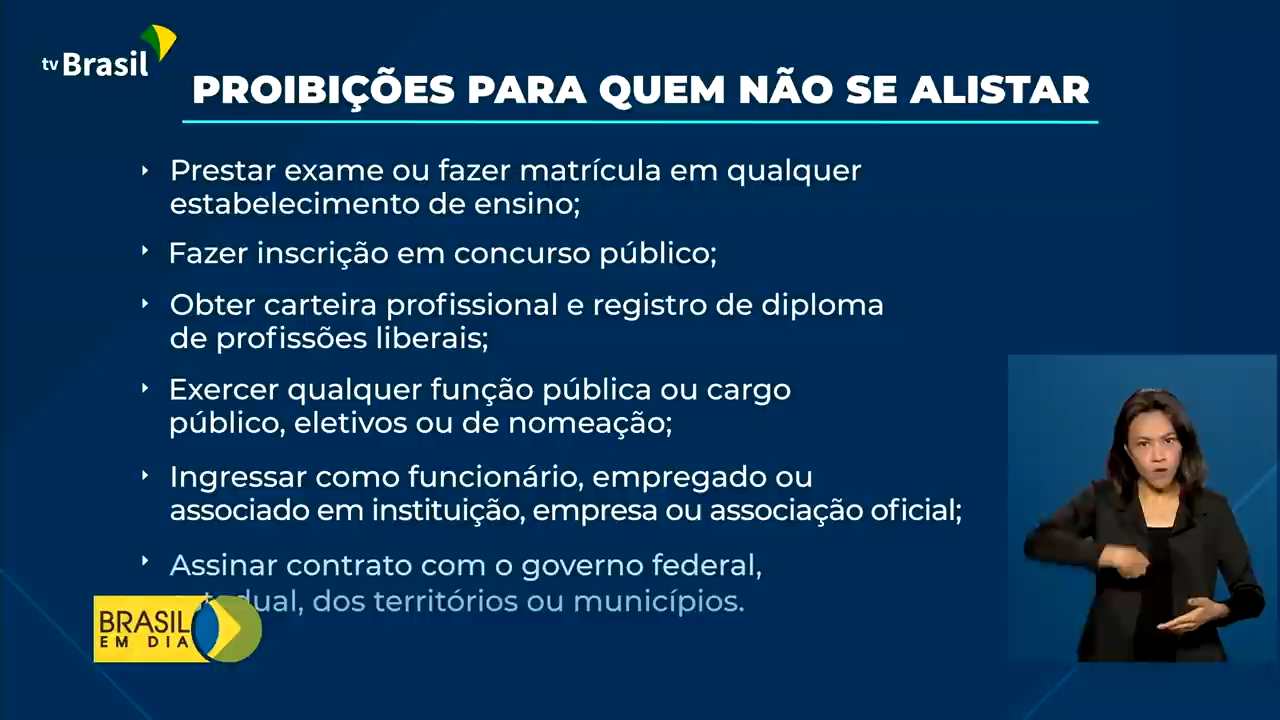 tv Brasil
PROIBIÇÕES PARA QUEM NÃO SE ALISTAR
Prestar exame ou fazer matrícula em qualquer
estabelecimento de ensino;
Fazer inscrição em concurso público;
Obter carteira profissional e registro de diploma
de profissões liberais;
Exercer qualquer função pública ou cargo
público, eletivos ou de nomeação;
Ingressar como funcionário, empregado ou
associado em instituição, empresa ou associação oficial;
Assinar contrato com o governo federal,
estadual, dos territórios ou municípios.
BRASIL
EM DIA